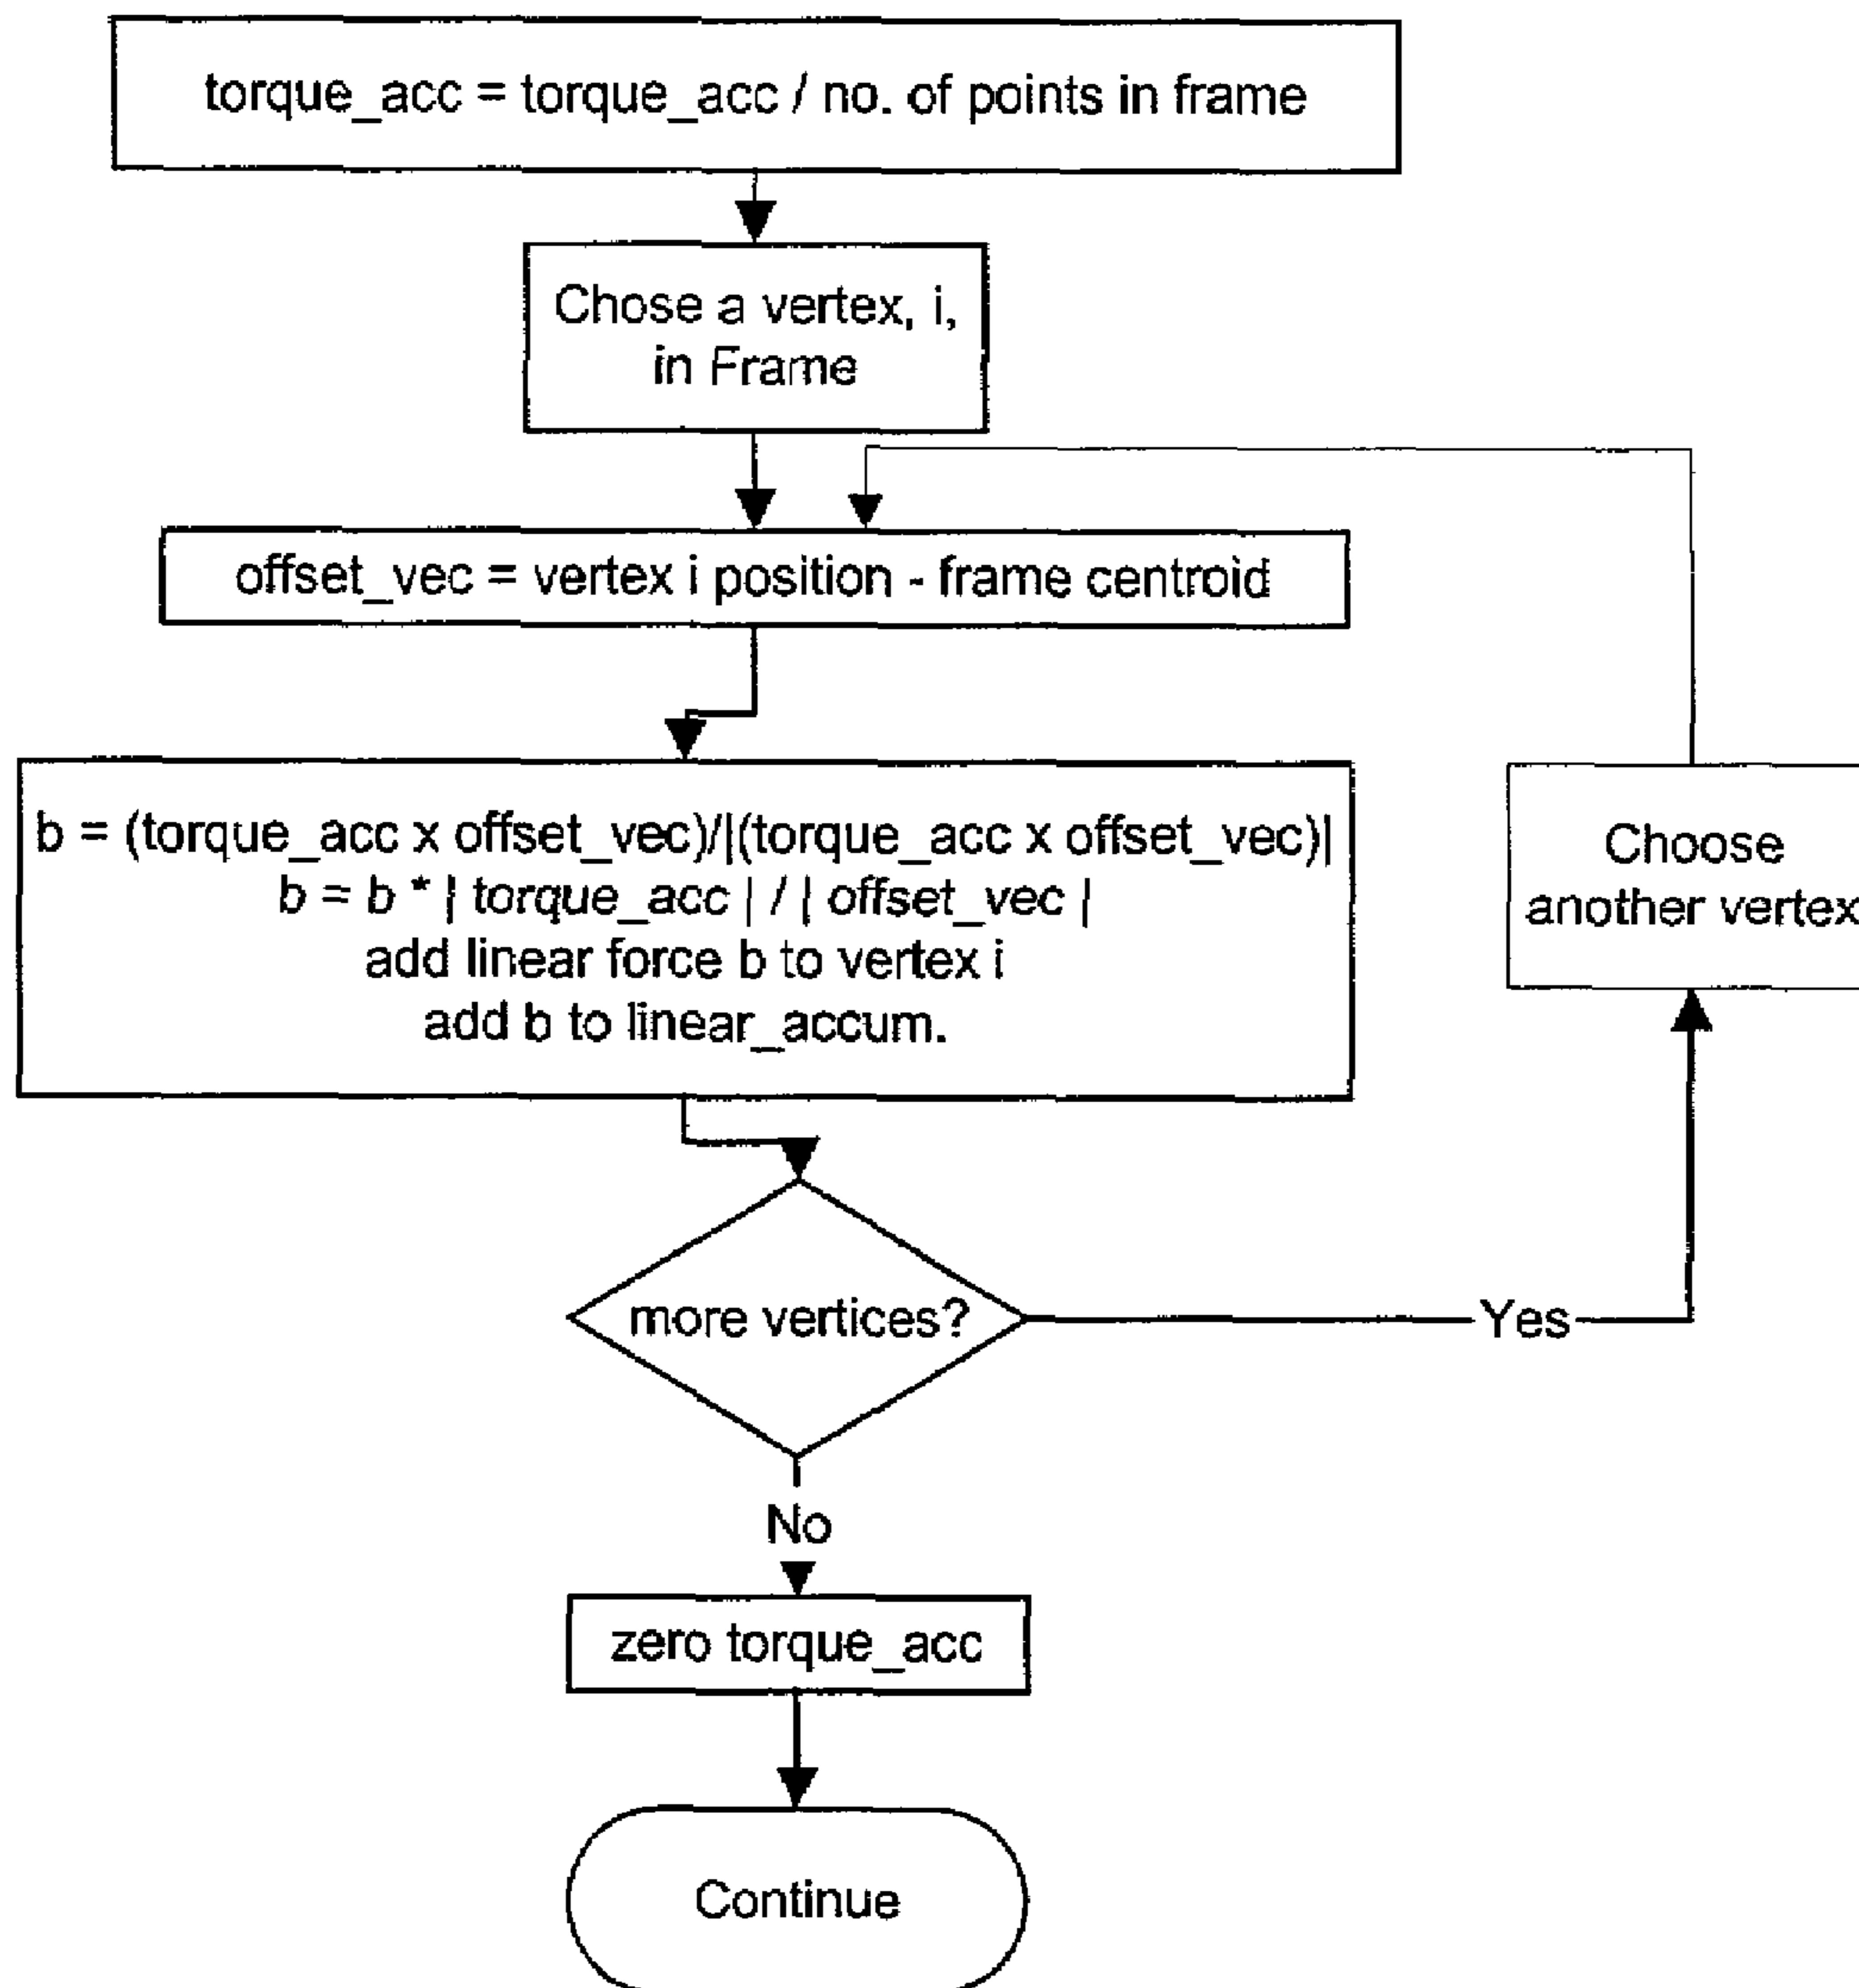 torque_acc = torque_acc / no. of points in frame
Chose a vertex, i,
in Frame
offset_vec = vertex i position - frame centroid
b = (torque_acc x offset_vec)/|(torque_acc x offset_vec)|
b = b * | torque_acc | / | offset_vec |
add linear force b to vertex i
add b to linear_accum.
Choose
another vertex
more vertices?
Yes
No
zero torque_acc
Continue